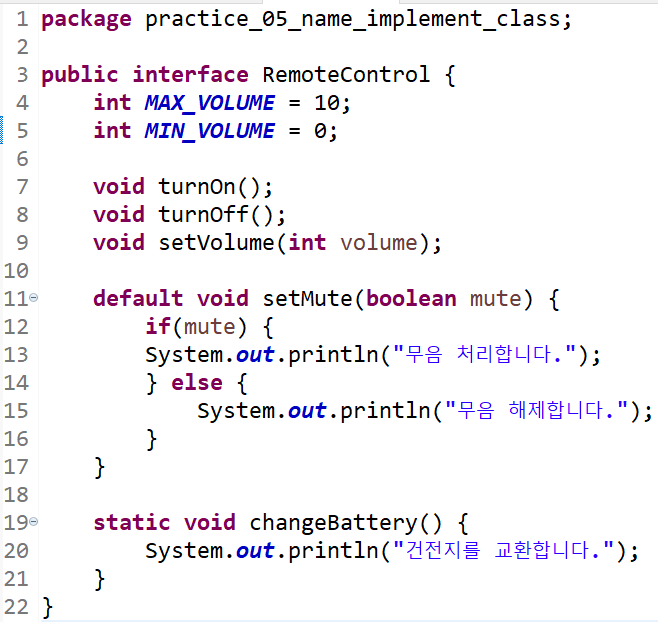 1 package practice_05_name_implement_class;
2
3 public interface RemoteControl {
4     int MAX_VOLUME = 10;
5     int MIN_VOLUME = 0;
6
7     void turnOn();
8     void turnOff();
9     void setVolume(int volume);
10
11     default void setMute(boolean mute) {
12         if(mute) {
13         System.out.println("무음 처리합니다.");
14         } else {
15             System.out.println("무음 해제합니다.");
16         }
17     }
18
19     static void changeBattery() {
20         System.out.println("건전지를 교환합니다.");
21     }
22 }